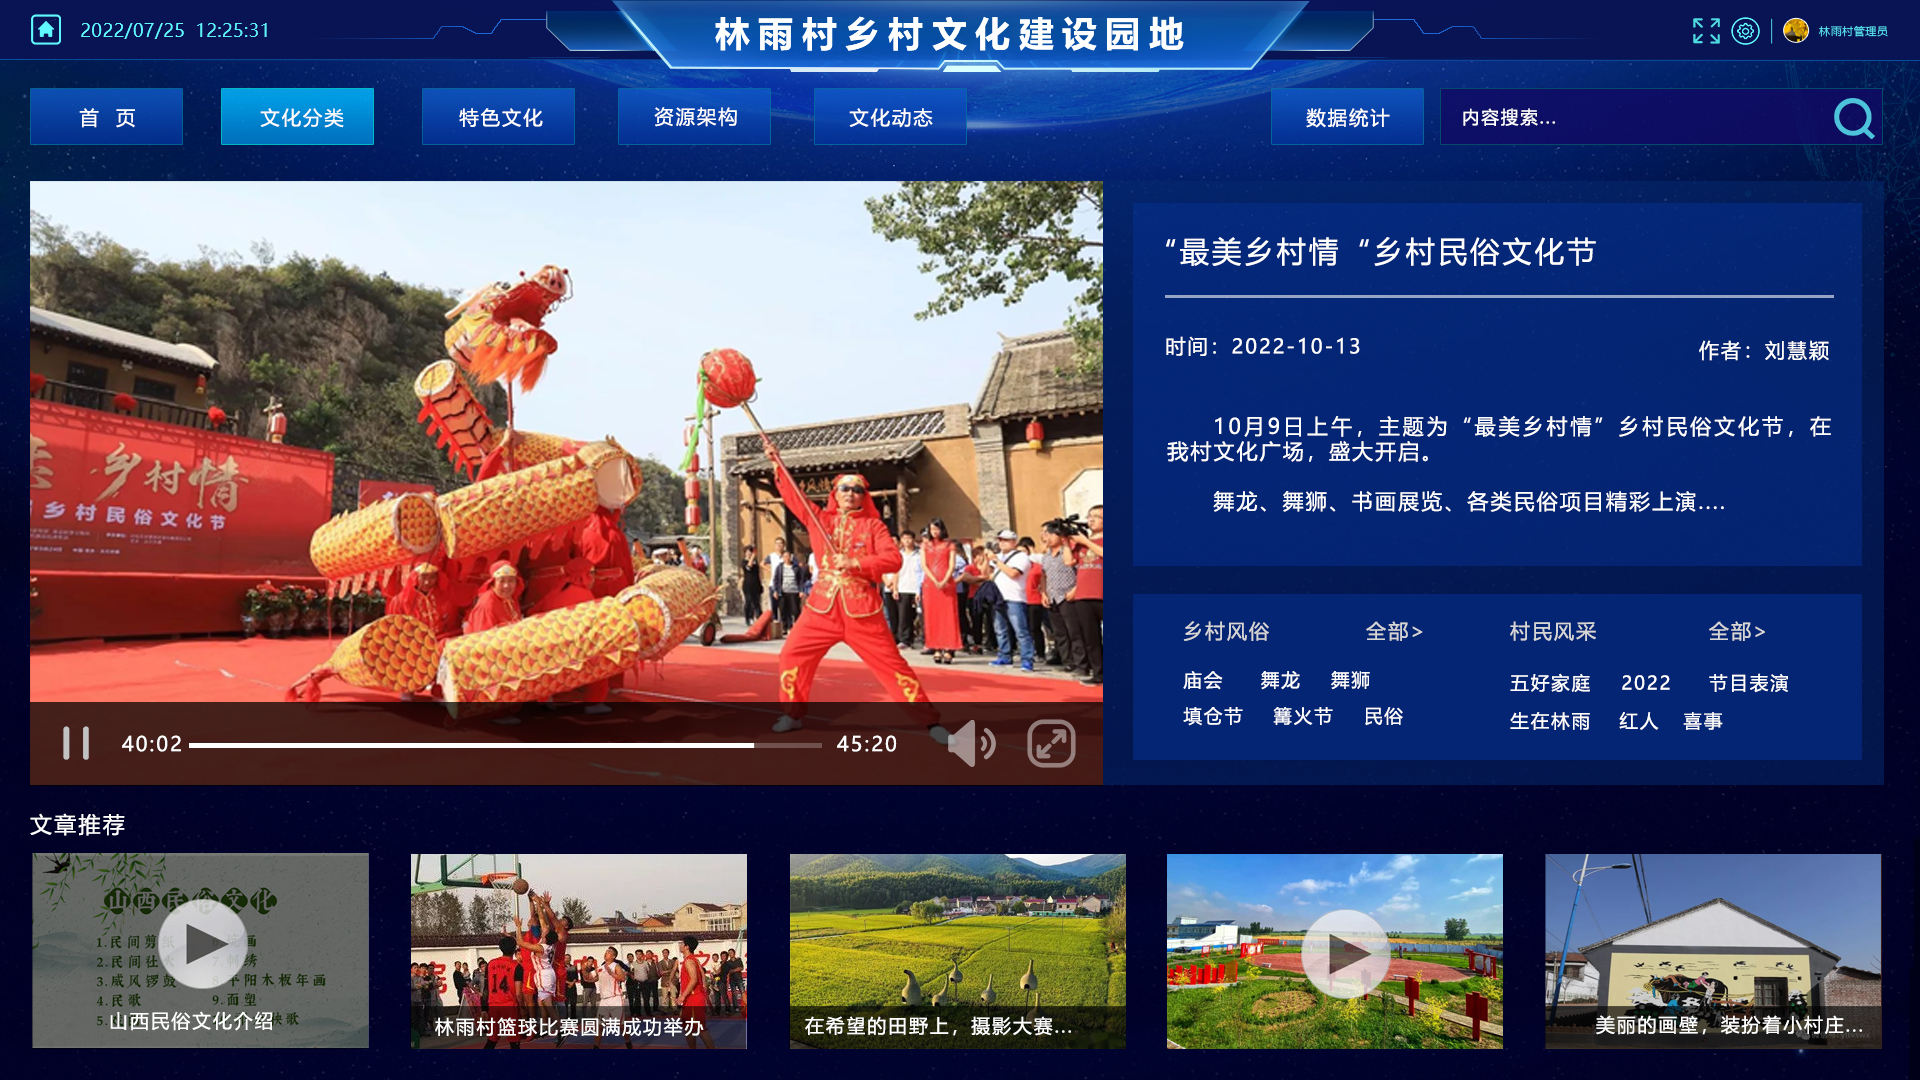 2022/07/25 12:25:31
林雨村乡村文化建设园地
林雨村管理员
首 页
文化分类
特色文化
资源架构
文化动态
数据统计
内容搜索...
乡村情
乡村民俗文化节
40:02
45:20
“最美乡村情“乡村民俗文化节
时间：2022-10-13
作者：刘慧颖
10月9日上午，主题为“最美乡村情”乡村民俗文化节，在
我村文化广场，盛大开启。
舞龙、舞狮、书画展览、各类民俗项目精彩上演....
乡村风俗
全部>
庙会 舞龙 舞狮
填仓节 篝火节 民俗
村民风采
全部>
五好家庭 2022 节目表演
生在林雨 红人 喜事
文章推荐
山西民俗文化
1.民间剪纸
2.民间社火
3.威风锣鼓
4.民歌
平阳木板年画
9.面塑
秧歌
山西民俗文化介绍
14
林雨村篮球比赛圆满成功举办
在希望的田野上，摄影大赛...
美丽的画壁，装扮着小村庄...